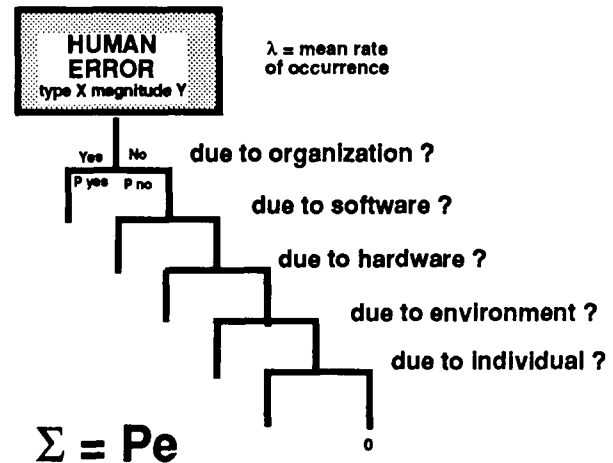 HUMAN
ERROR
type X magnitude Y
λ = mean rate
of occurrence
Yes No
due to organization ?
P yes P no
due to software ?
due to hardware ?
due to environment ?
due to individual ?
0
Σ = Pe